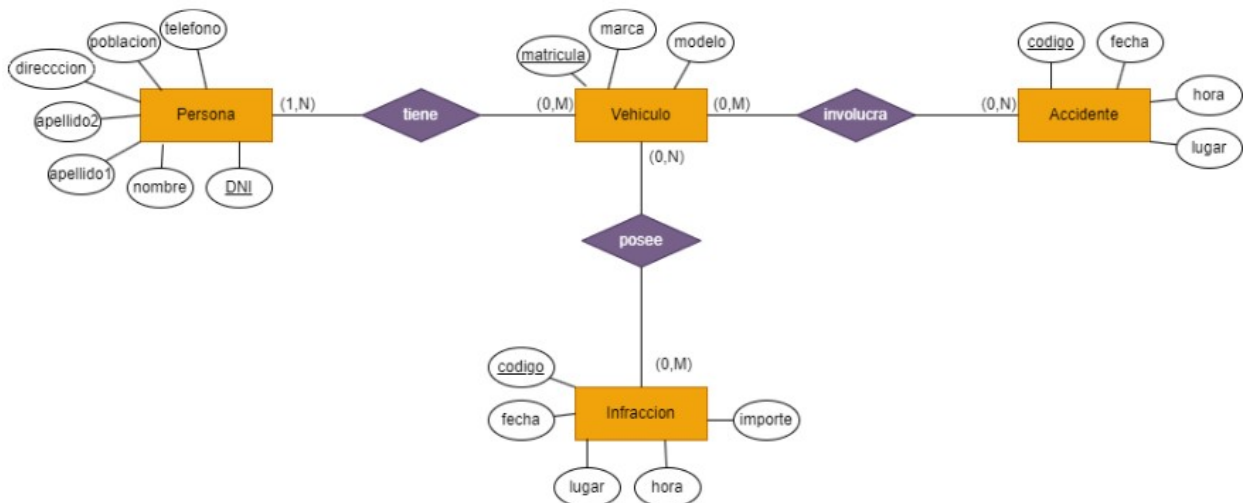 telefono
poblacion
direcccion
apellido2
apellido1
nombre
DNI
Persona
(1,N)
tiene
(0,M)
matricula
marca
modelo
Vehiculo
(0,M)
involucra
(0,N)
codigo
fecha
hora
lugar
Accidente
(0,N)
posee
(0,M)
codigo
fecha
lugar
hora
importe
Infraccion